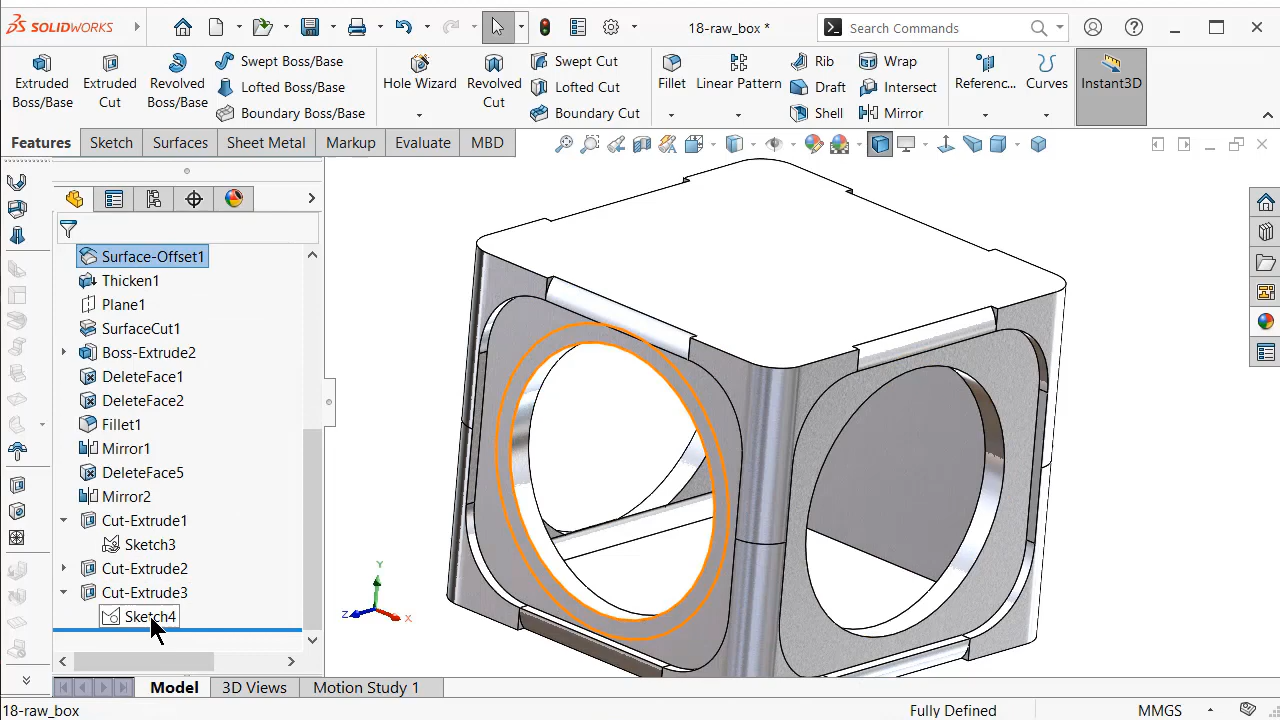 SOLIDWORKS
18-raw_box *
Search Commands
Extruded Boss/Base
Extruded Cut
Revolved Boss/Base
Swept Boss/Base
Lofted Boss/Base
Boundary Boss/Base
Hole Wizard
Revolved Cut
Swept Cut
Lofted Cut
Boundary Cut
Fillet
Linear Pattern
Rib
Draft
Shell
Wrap
Intersect
Mirror
Referenc...
Curves
Instant3D
Features
Sketch
Surfaces
Sheet Metal
Markup
Evaluate
MBD
Surface-Offset1
Thicken1
Plane1
SurfaceCut1
Boss-Extrude2
DeleteFace1
DeleteFace2
Fillet1
Mirror1
DeleteFace5
Mirror2
Cut-Extrude1
Sketch3
Cut-Extrude2
Cut-Extrude3
Sketch4
Y
Z
X
Model
3D Views
Motion Study 1
18-raw_box
Fully Defined
MMGS